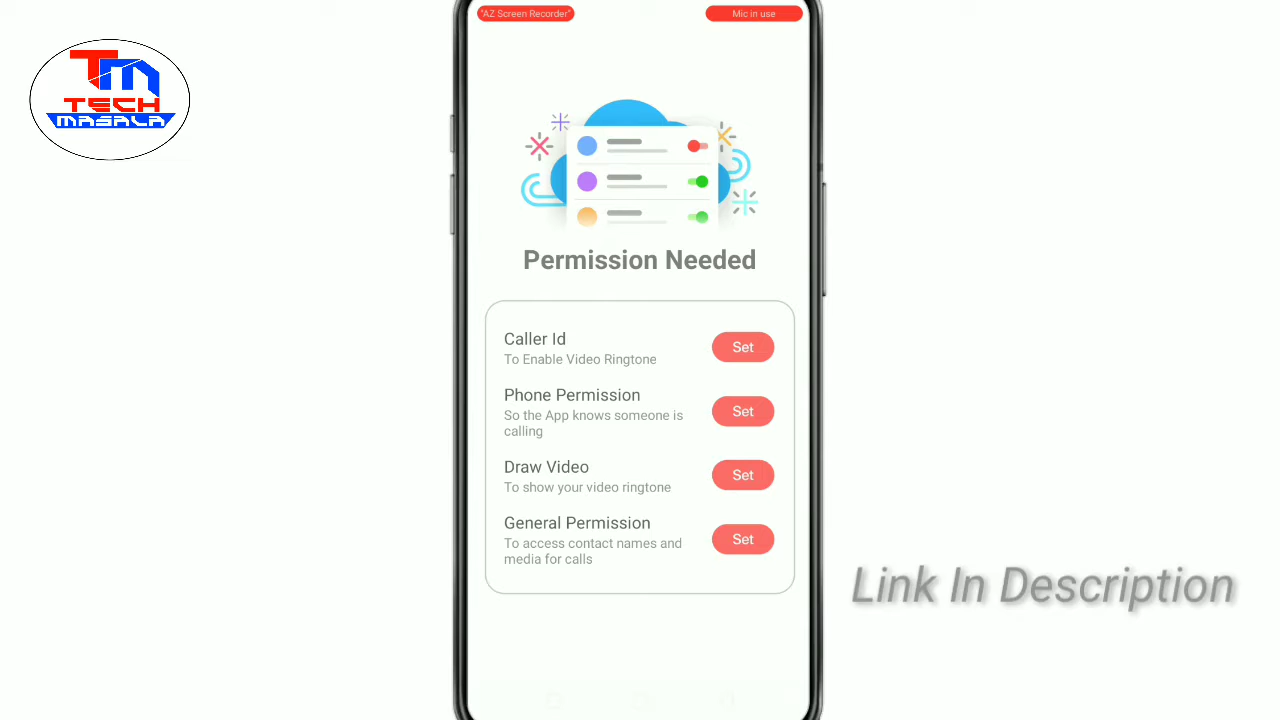 "AZ Screen Recorder"
Mic in use
TM
TECH
MASALA
Permission Needed
Caller Id
To Enable Video Ringtone
Set
Phone Permission
So the App knows someone is
calling
Set
Draw Video
To show your video ringtone
Set
General Permission
To access contact names and
media for calls
Set
Link In Description